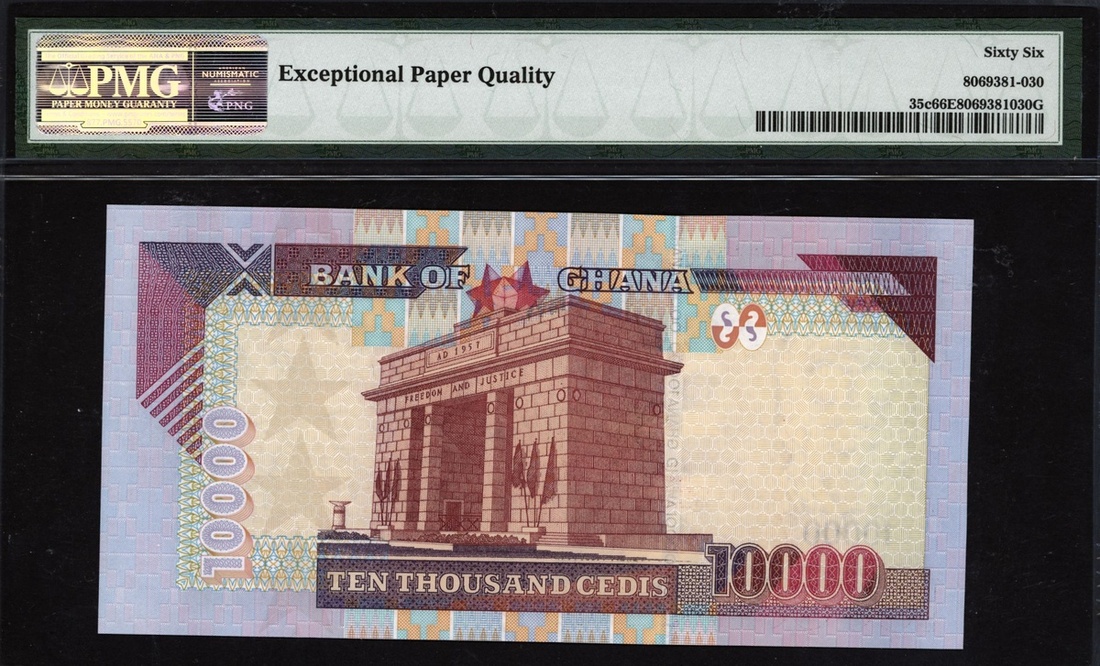 PMG
PAPER MONEY GUARANTY
NUMISMATIC
PNG
Exceptional Paper Quality
Sixty Six
8069381-030
35c66E8069381030G
BANK OF GHANA
AD 1957
FREEDOM AND JUSTICE
10000
TEN THOUSAND CEDIS
10000